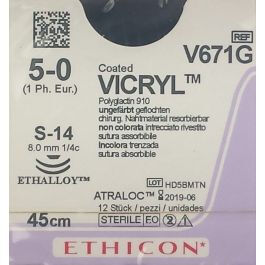 REF
V671G
5-0
(1 Ph. Eur.)
Coated
VICRYL™
Polyglactin 910
ungefärbt geflochten
chirurg. Nahtmaterial resorbierbar
non colorata intrecciato rivestito
sutura assorbibile
Incolora trenzada
sutura absorbible
S-14
8.0 mm 1/4c
ETHALLOY™
ATRALOC™
LOT HD5BMTN
2019-06
12 Stück / pezzi / unidades
45cm
STERILE EO 2
ETHICON*